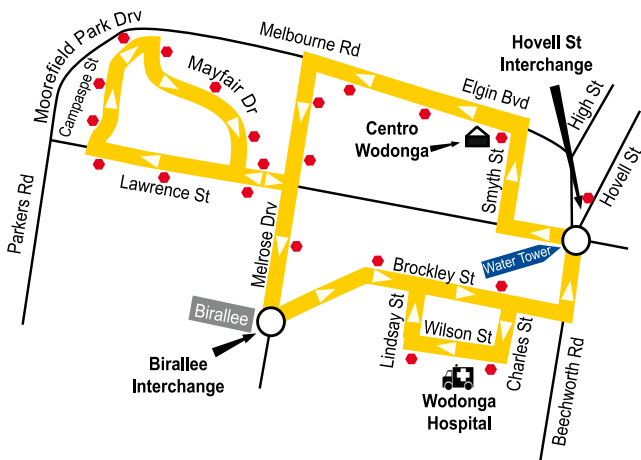 Moorefield Park Drv
Melbourne Rd
Hovell St
Interchange
Campaspe St
Mayfair Dr
Elgin Bvd
High St
Centro
Wodonga
Smyth St
Hovell St
Parkers Rd
Lawrence St
Melrose Drv
Water Tower
Brockley St
Birallee
Lindsay St
Wilson St
Charles St
Birallee
Interchange
Wodonga
Hospital
Beechworth Rd